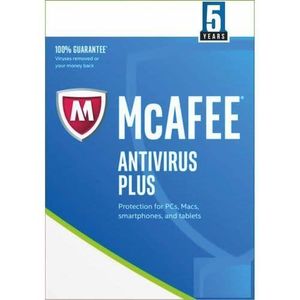 5
YEARS
100% GUARANTEE*
Viruses removed or
your money back
M
McAFEE®
ANTIVIRUS
PLUS
Protection for PCs, Macs,
smartphones, and tablets